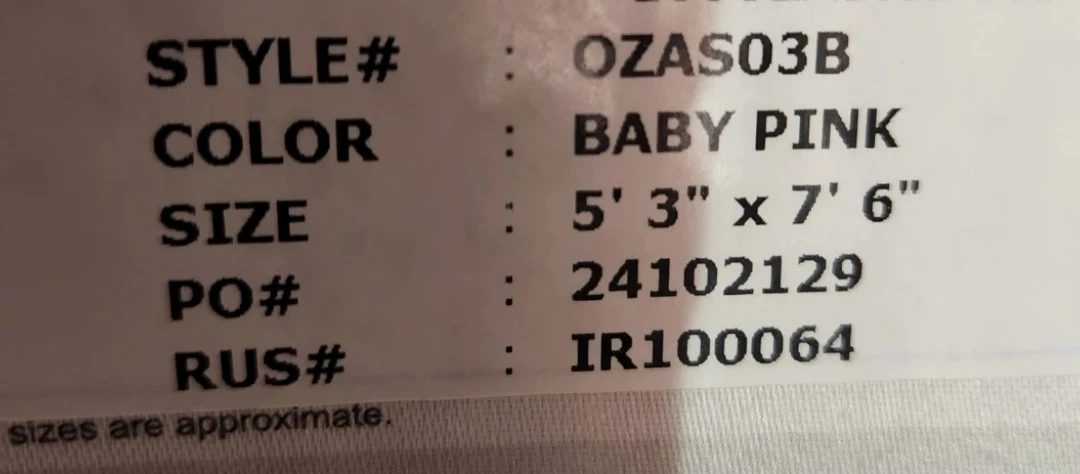 STYLE# : OZAS03B
COLOR : BABY PINK
SIZE : 5' 3" x 7' 6"
PO# : 24102129
RUS# : IR100064
sizes are approximate.